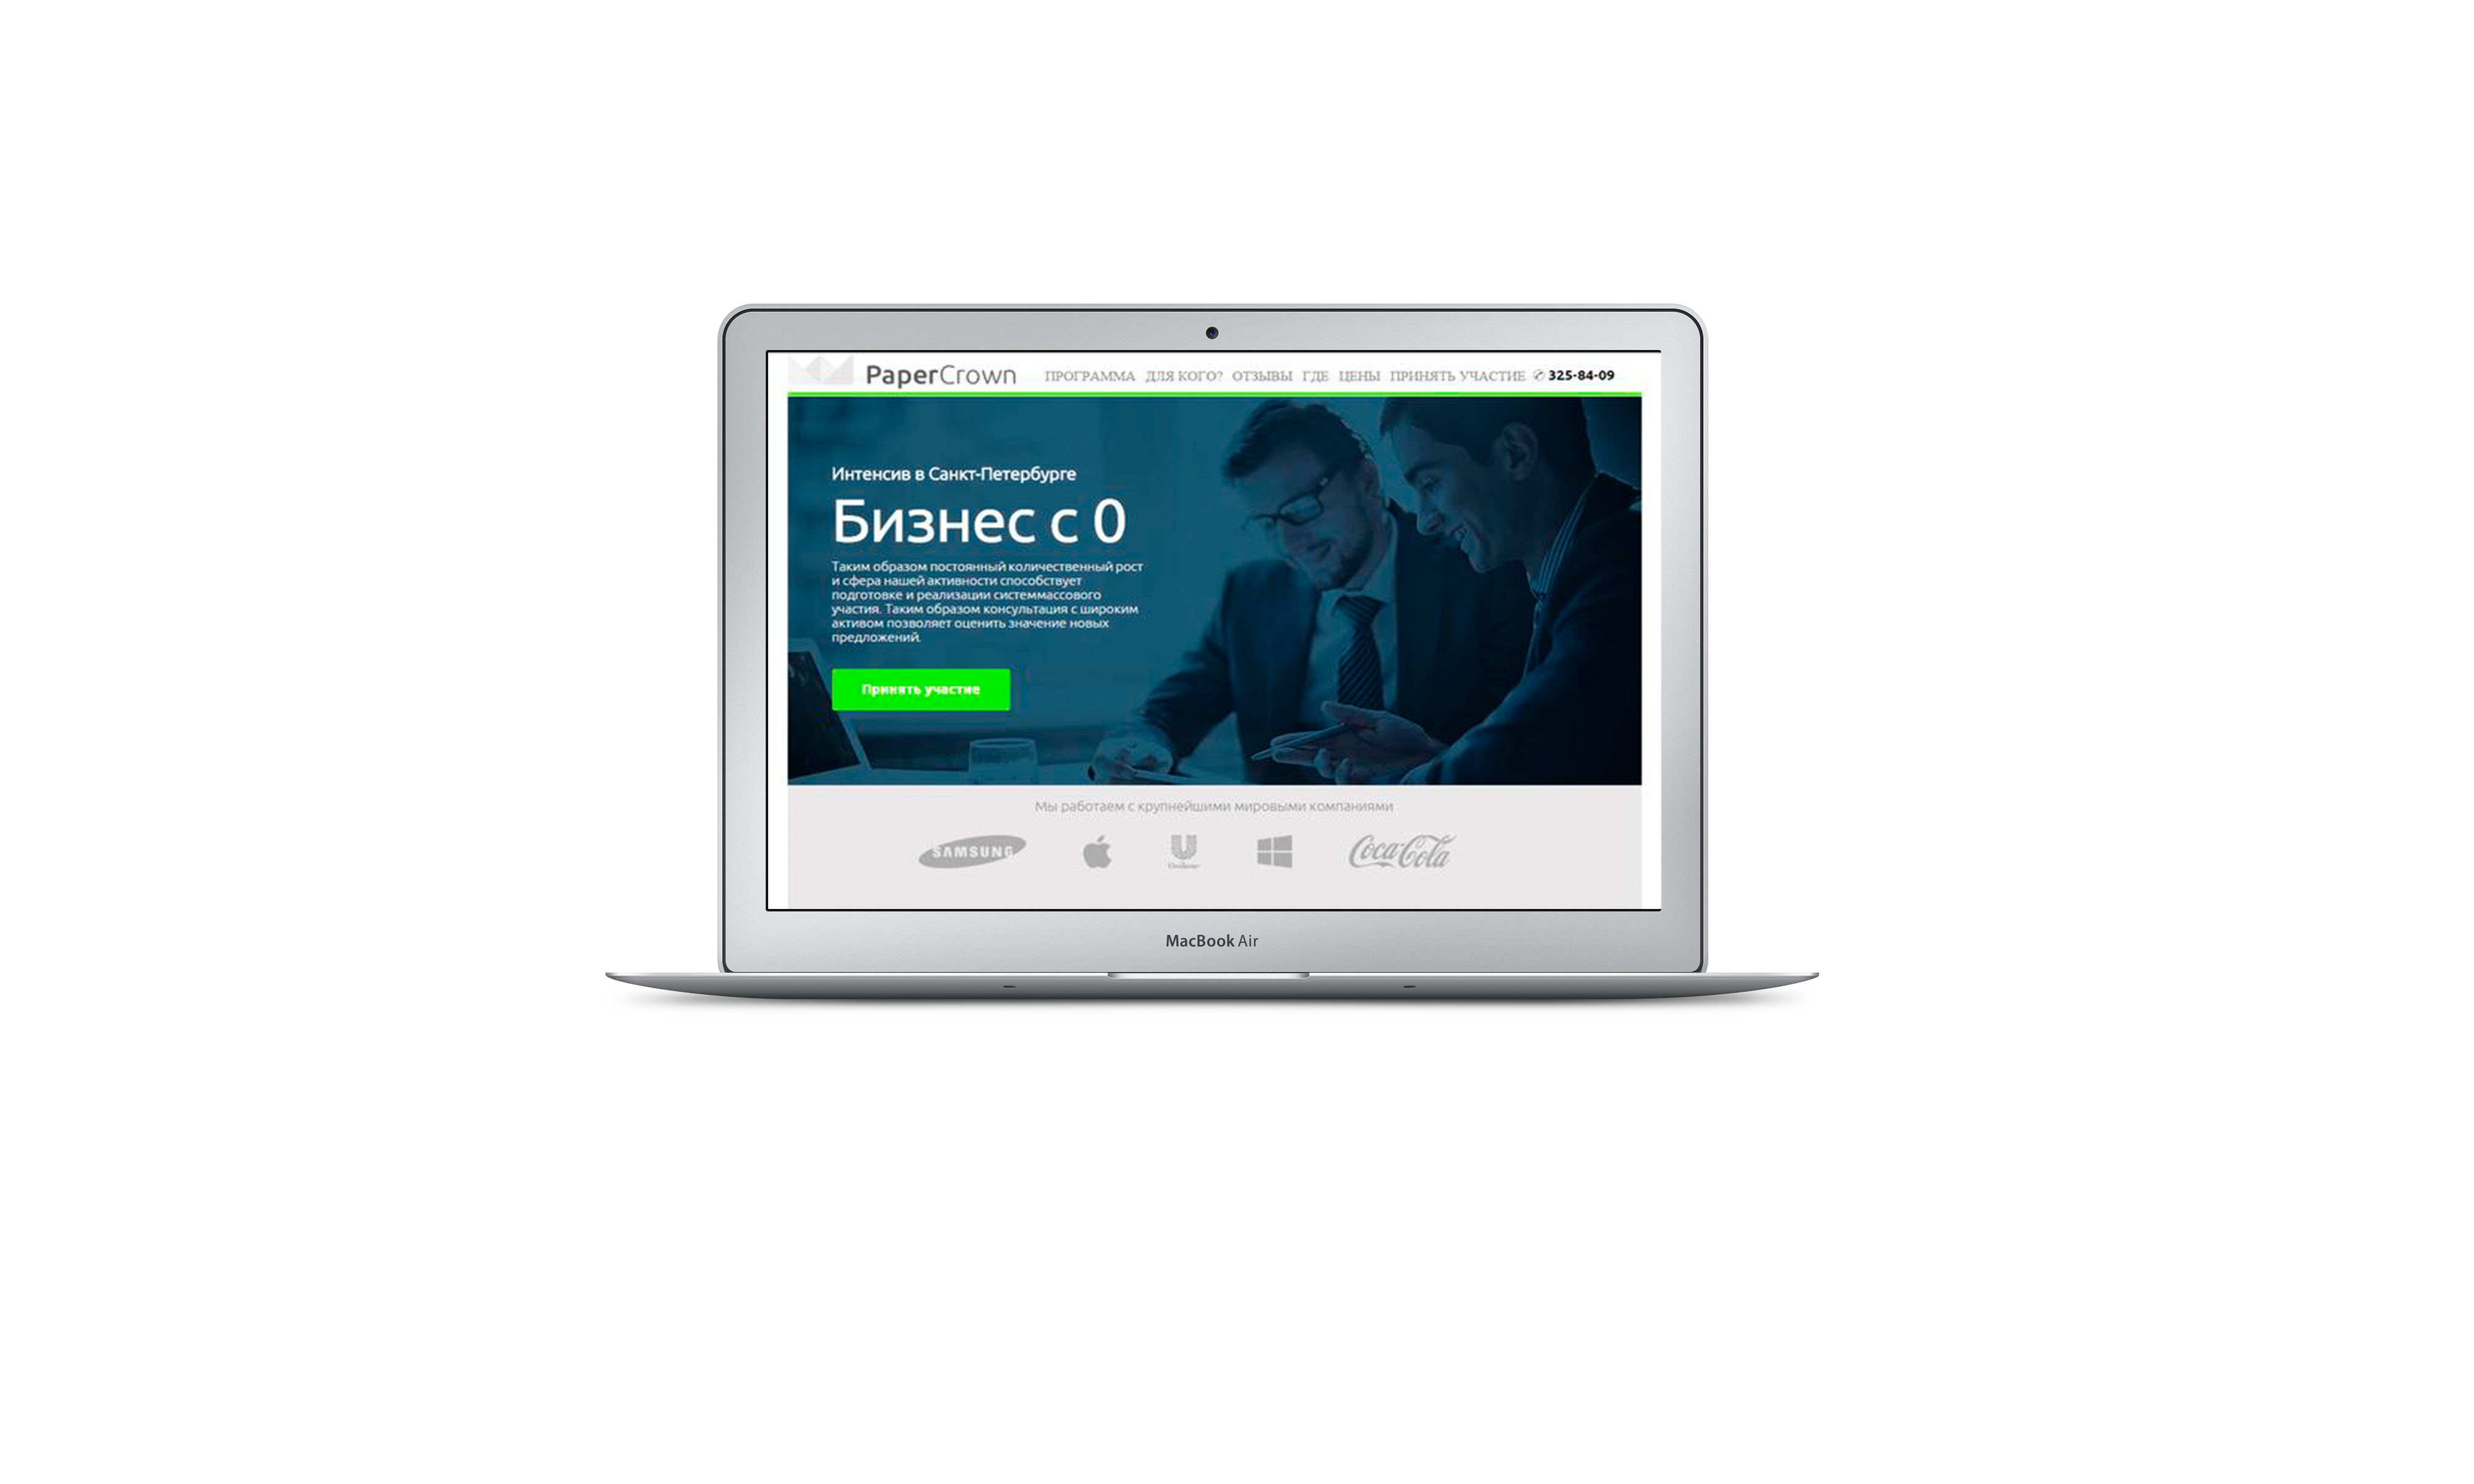 PaperCrown ПРОГРАММА ДЛЯ КОГО? ОТЗЫВЫ ГДЕ ЦЕНЫ ПРИНЯТЬ УЧАСТИЕ ✆ 325-84-09
Интенсив в Санкт-Петербурге
Бизнес с 0
Таким образом постоянный количественный рост
и сфера нашей активности способствует
подготовке и реализации системмассового
участия. Таким образом консультация с широким
активом позволяет оценить значение новых
предложений.
Принять участие
Мы работаем с крупнейшими мировыми компаниями
SAMSUNG Coca-Cola
MacBook Air